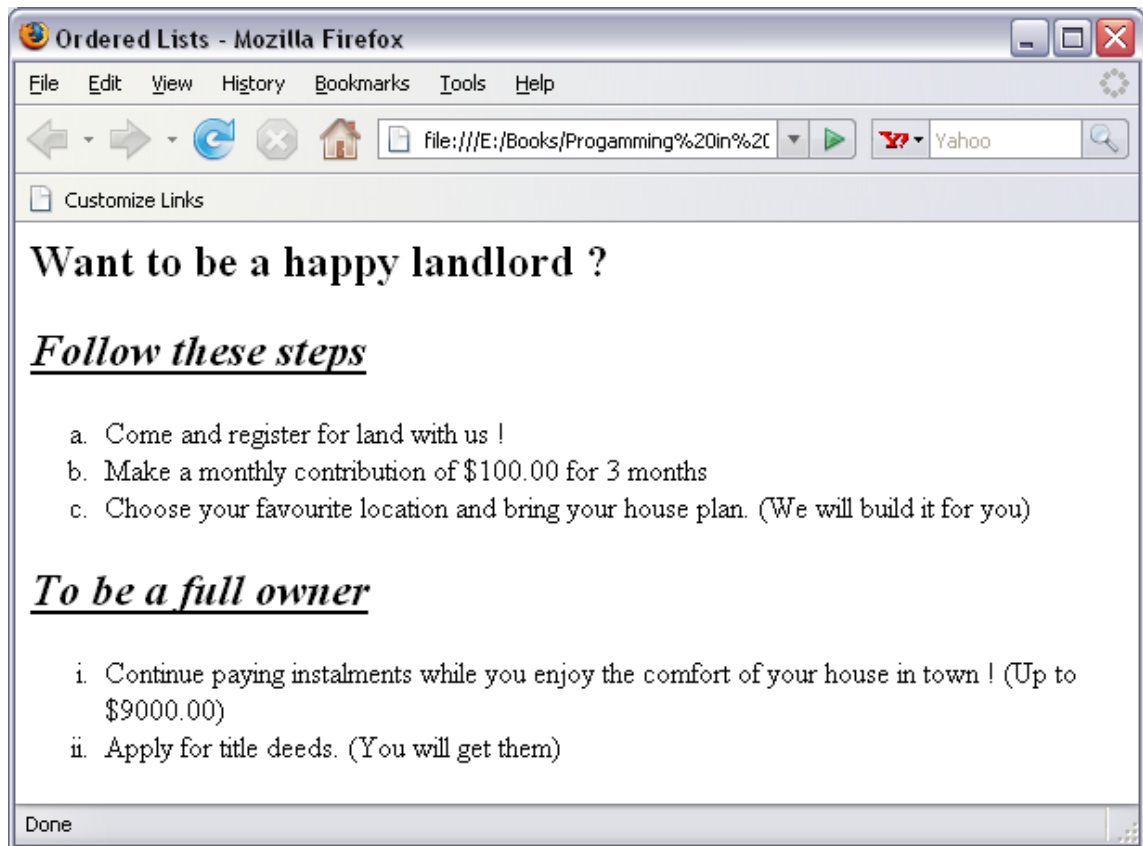 Ordered Lists - Mozilla Firefox
File Edit View History Bookmarks Tools Help
file:///E:/Books/Progamming%20in%20 Yahoo
Customize Links
Want to be a happy landlord ?
Follow these steps
a. Come and register for land with us !
b. Make a monthly contribution of $100.00 for 3 months
c. Choose your favourite location and bring your house plan. (We will build it for you)
To be a full owner
i. Continue paying instalments while you enjoy the comfort of your house in town ! (Up to
$9000.00)
ii. Apply for title deeds. (You will get them)
Done